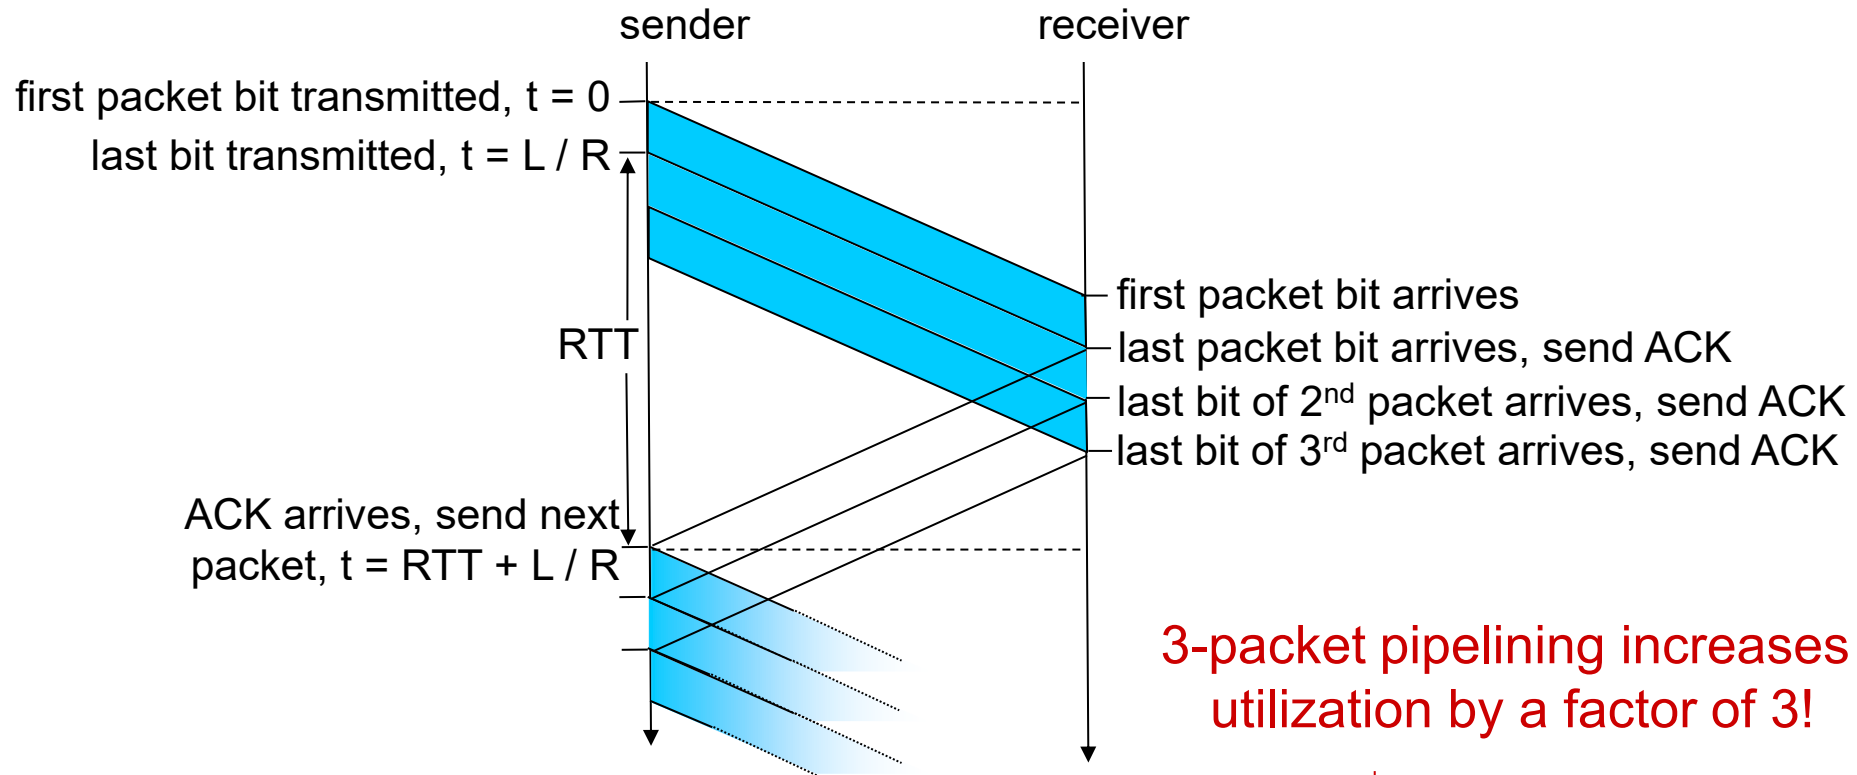 sender
receiver
first packet bit transmitted, t = 0
last bit transmitted, t = L / R
first packet bit arrives
RTT
last packet bit arrives, send ACK
last bit of 2nd packet arrives, send ACK
last bit of 3rd packet arrives, send ACK
ACK arrives, send next
packet, t = RTT + L / R
3-packet pipelining increases
utilization by a factor of 3!